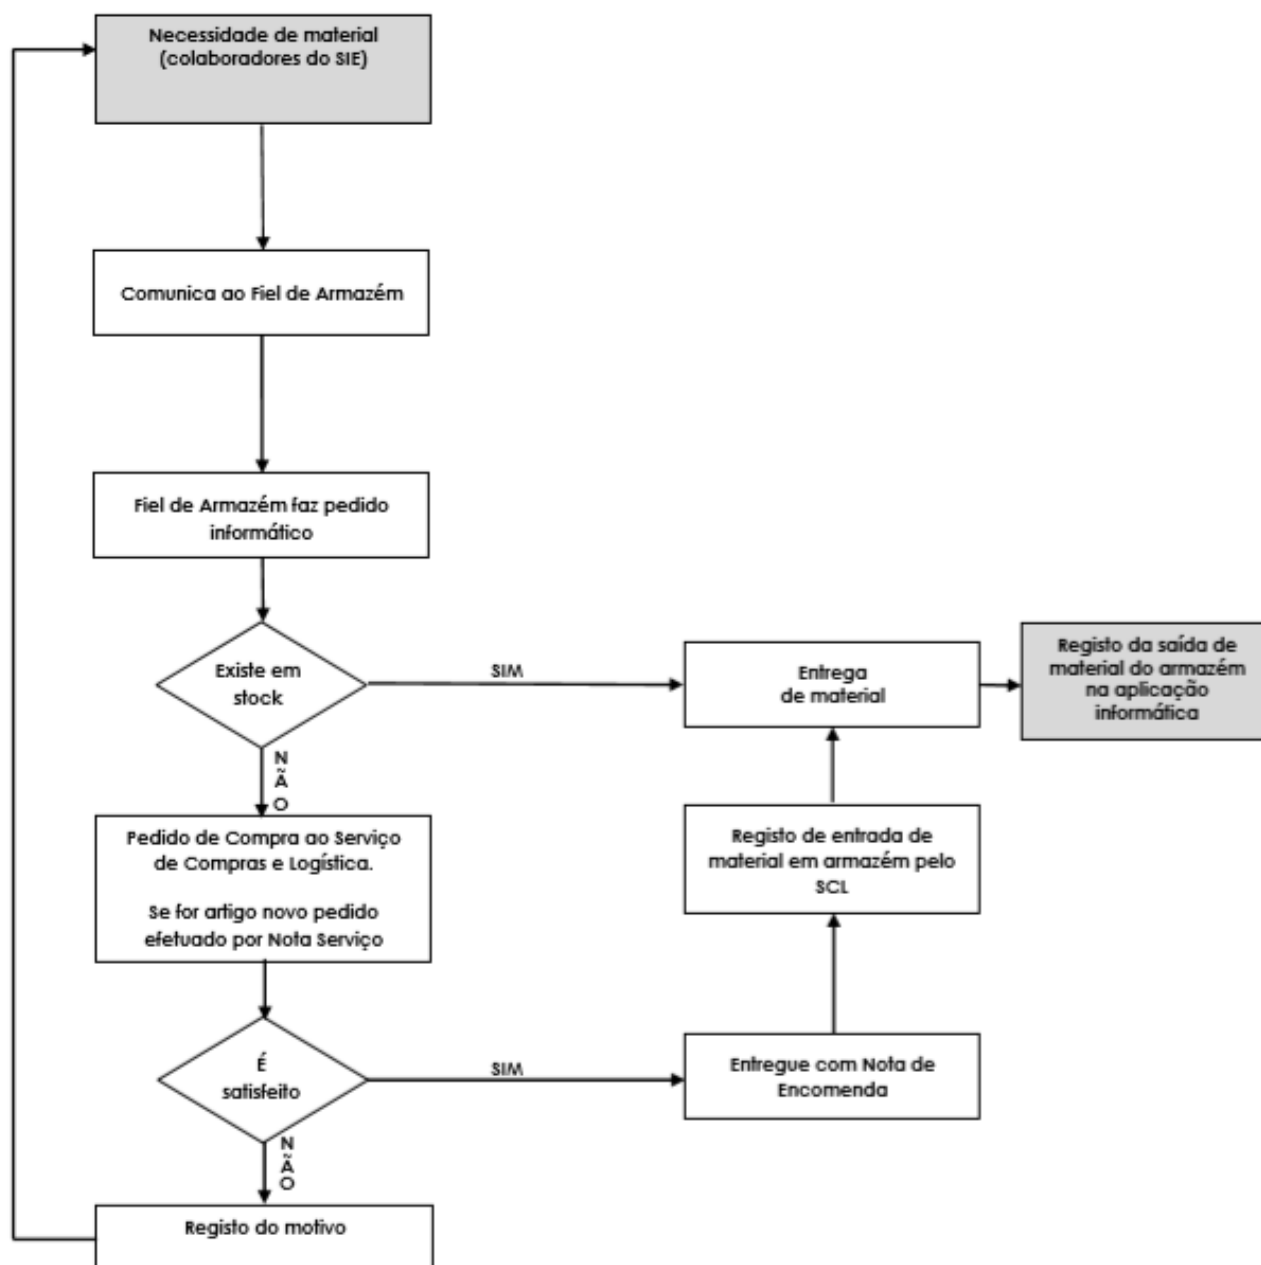 Necessidade de material
(colaboradores do SIE)
Comunica ao Fiel de Armazém
Fiel de Armazém faz pedido
informático
Existe em
stock
SIM
Entrega
de material
Registo da saída de
material do armazém
na aplicação
informática
NÃO
Pedido de Compra ao Serviço
de Compras e Logística.
Se for artigo novo pedido
efetuado por Nota Serviço
Registo de entrada de
material em armazém pelo
SCL
É
satisfeito
SIM
Entregue com Nota de
Encomenda
NÃO
Registo do motivo